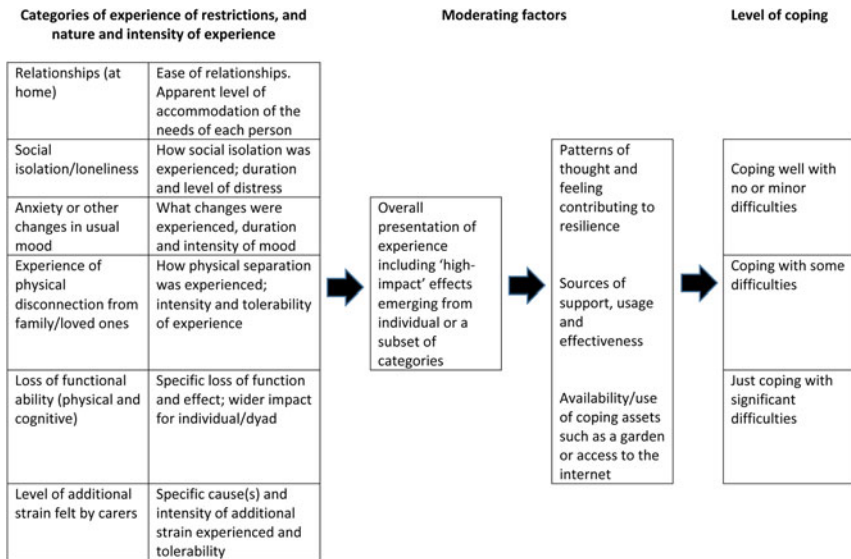 Categories of experience of restrictions, and
nature and intensity of experience
Relationships (at
home)
Ease of relationships.
Apparent level of
accommodation of the
needs of each person
Social
isolation/loneliness
How social isolation was
experienced; duration
and level of distress
Anxiety or other
changes in usual
mood
What changes were
experienced, duration
and intensity of mood
Experience of
physical
disconnection from
family/loved ones
How physical separation
was experienced;
intensity and tolerability
of experience
Loss of functional
ability (physical and
cognitive)
Specific loss of function
and effect; wider impact
for individual/dyad
Level of additional
strain felt by carers
Specific cause(s) and
intensity of additional
strain experienced and
tolerability
Moderating factors
Overall
presentation of
experience
including ‘high-
impact’ effects
emerging from
individual or a
subset of
categories
Patterns of
thought and
feeling
contributing to
resilience
Sources of
support, usage
and
effectiveness
Availability/use
of coping assets
such as a garden
or access to the
internet
Level of coping
Coping well with
no or minor
difficulties
Coping with some
difficulties
Just coping with
significant
difficulties